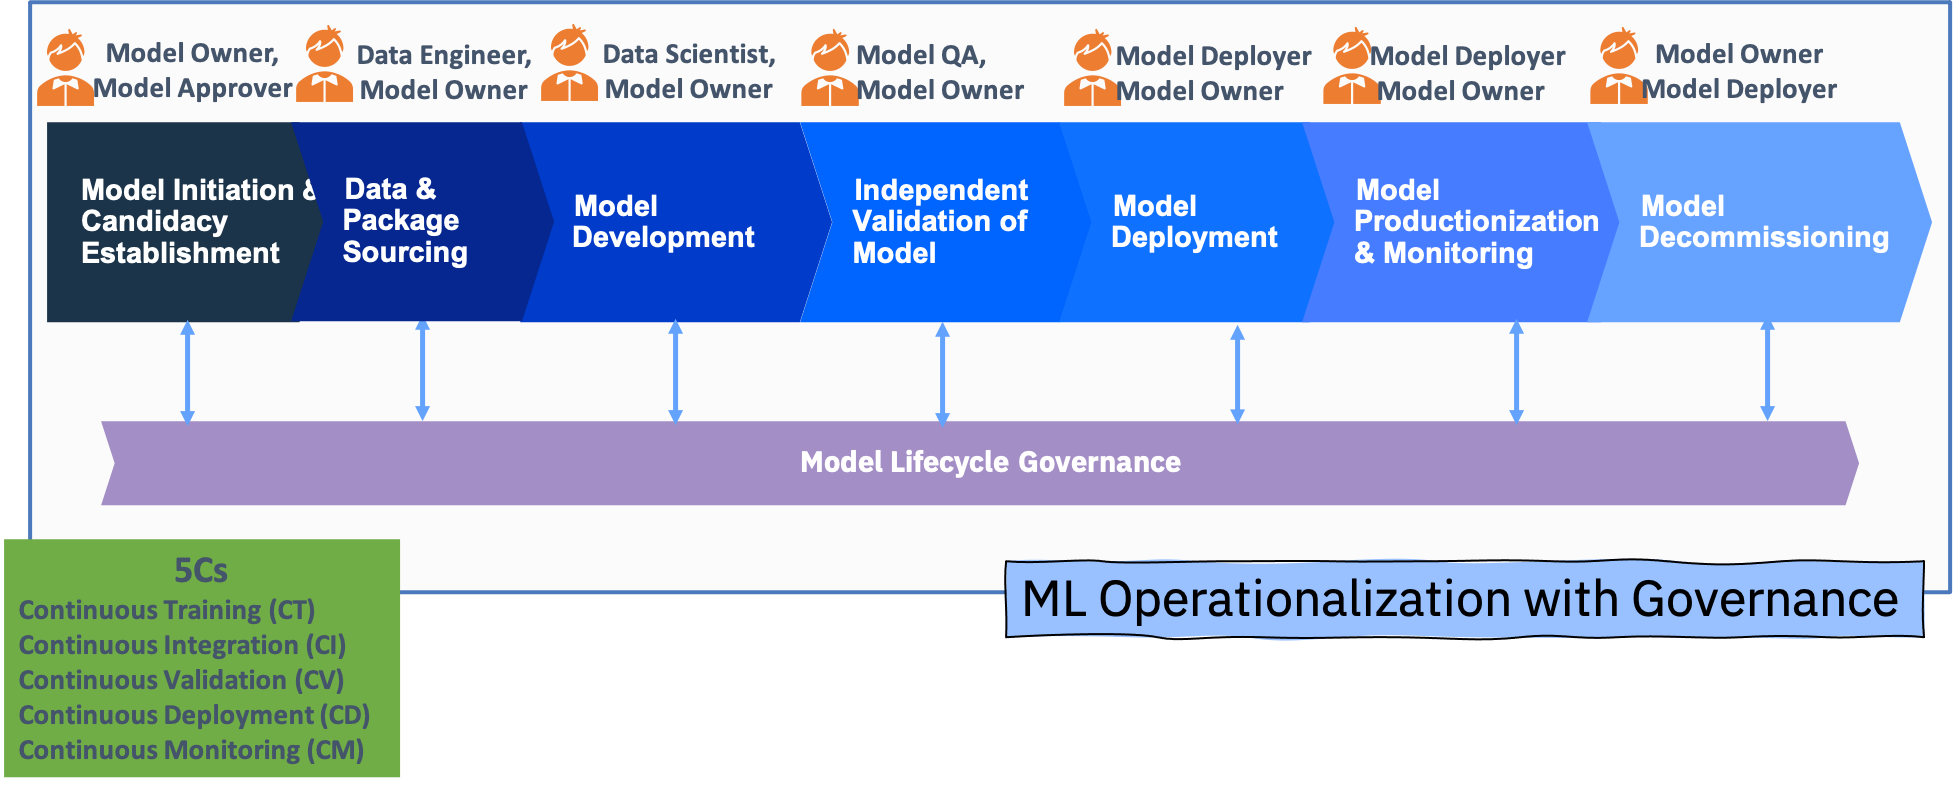 Model Owner,
Model Approver
Data Engineer,
Model Owner
Data Scientist,
Model Owner
Model QA,
Model Owner
Model Deployer
Model Owner
Model Deployer
Model Owner
Model Owner
Model Deployer
Model Initiation &
Candidacy
Establishment
Data &
Package
Sourcing
Model
Development
Independent
Validation of
Model
Model
Deployment
Model
Productionization
& Monitoring
Model
Decommissioning
Model Lifecycle Governance
5Cs
Continuous Training (CT)
Continuous Integration (CI)
Continuous Validation (CV)
Continuous Deployment (CD)
Continuous Monitoring (CM)
ML Operationalization with Governance